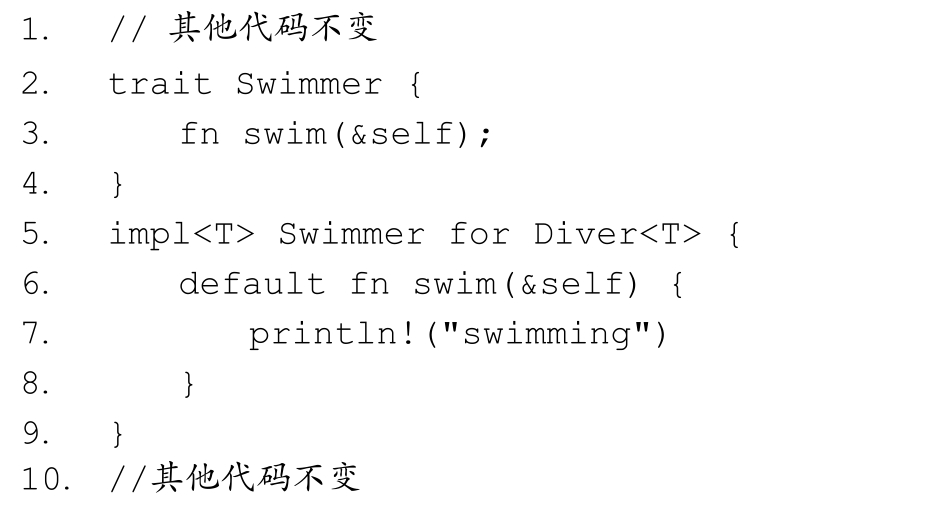 1. // 其他代码不变
2. trait Swimmer {
3.     fn swim(&self);
4. }
5. impl<T> Swimmer for Diver<T> {
6.     default fn swim(&self) {
7.         println!("swimming")
8.     }
9. }
10. //其他代码不变